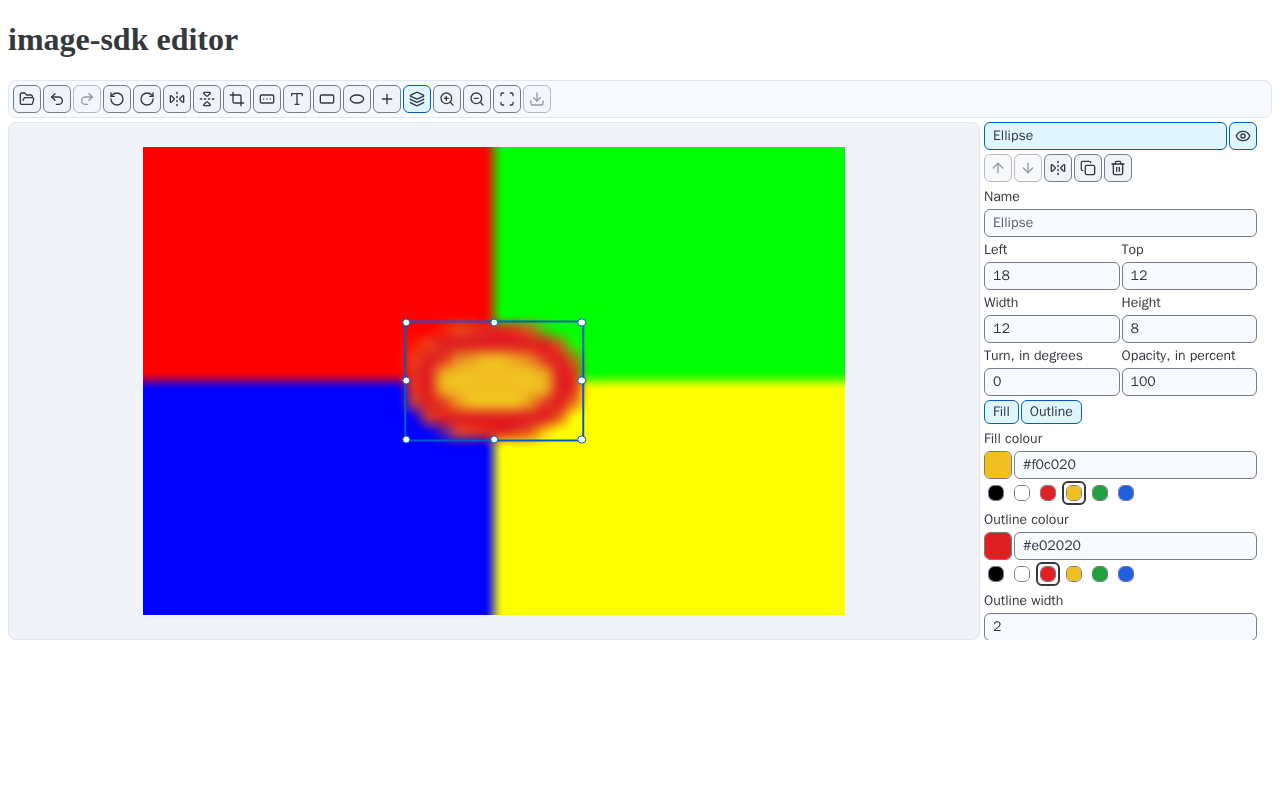 image-sdk editor
Ellipse
Name
Ellipse
Left Top
18 12
Width Height
12 8
Turn, in degrees Opacity, in percent
0 100
Fill Outline
Fill colour
#f0c020
Outline colour
#e02020
Outline width
2